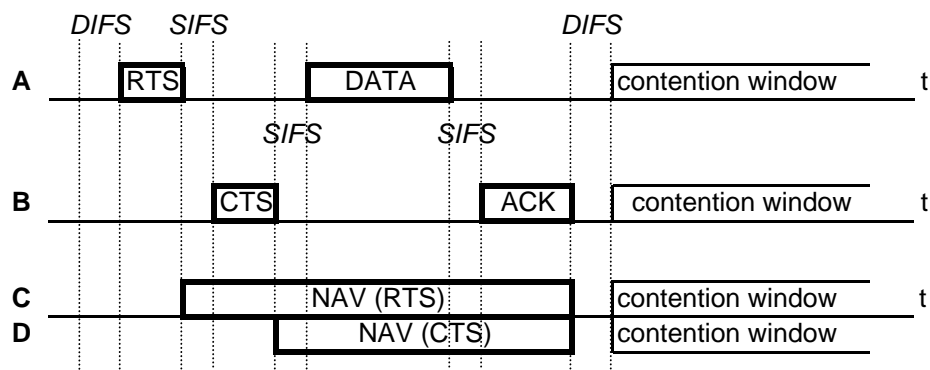 DIFS SIFS DIFS
A RTS DATA contention window t
SIFS SIFS
B CTS ACK contention window t
C NAV (RTS) contention window t
D NAV (CTS) contention window